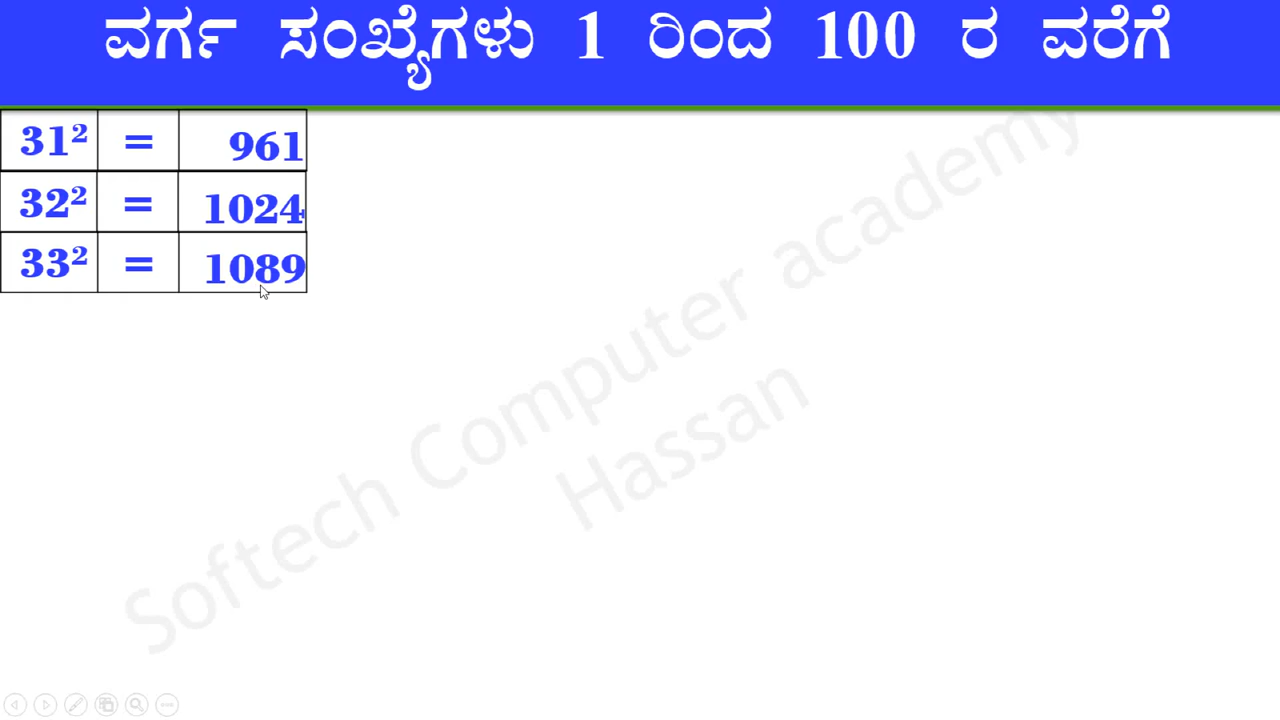 ವರ್ಗ ಸಂಖ್ಯೆಗಳು 1 ರಿಂದ 100 ರ ವರೆಗೆ
31² = 961
32² = 1024
33² = 1089
Softech Computer academy
Hassan